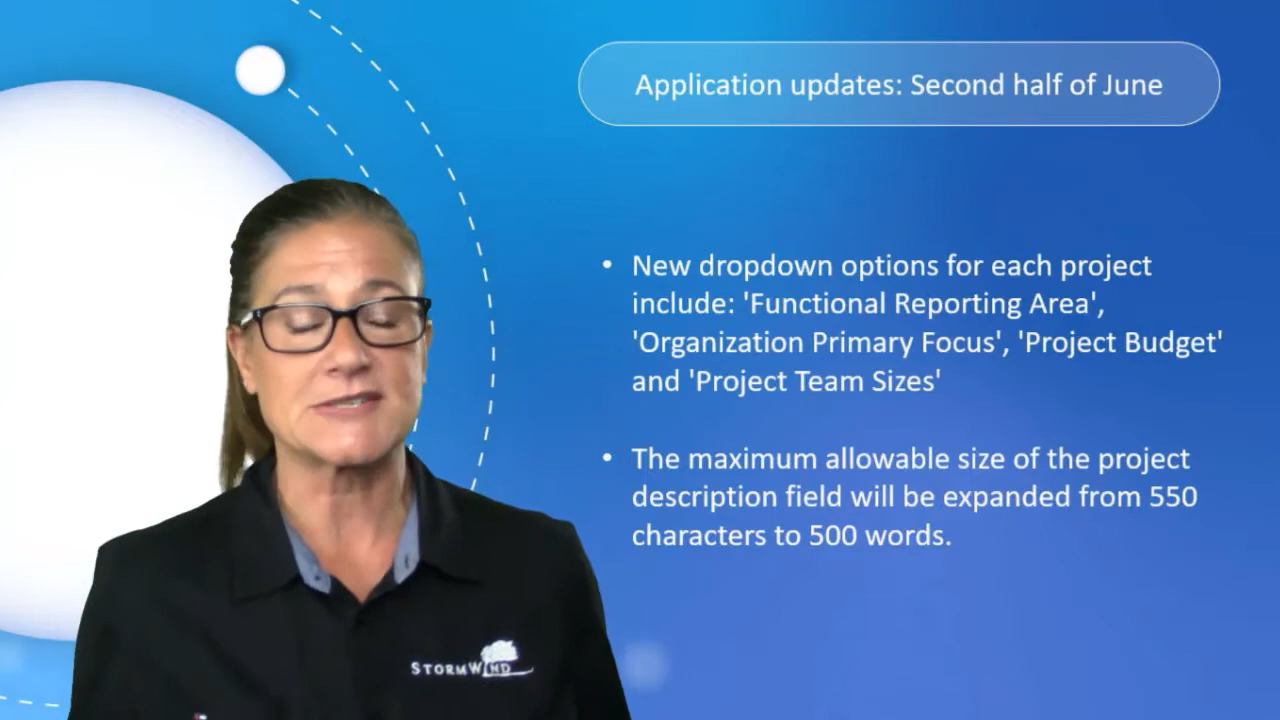 Application updates: Second half of June
• New dropdown options for each project
include: 'Functional Reporting Area',
'Organization Primary Focus', 'Project Budget'
and 'Project Team Sizes'
• The maximum allowable size of the project
description field will be expanded from 550
characters to 500 words.
STORMWIND